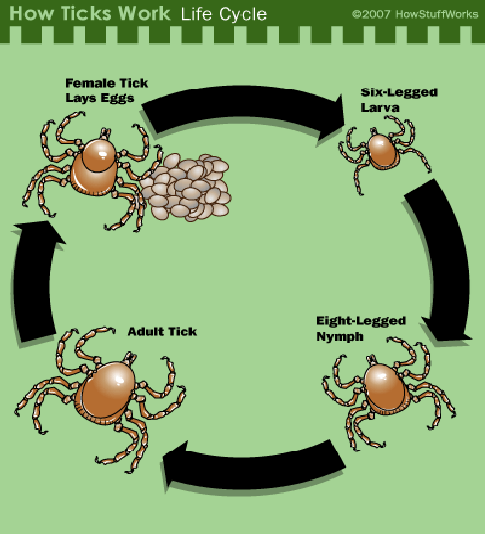 How Ticks Work Life Cycle ©2007 HowStuffWorks
Female Tick
Lays Eggs
Six-Legged
Larva
Adult Tick
Eight-Legged
Nymph